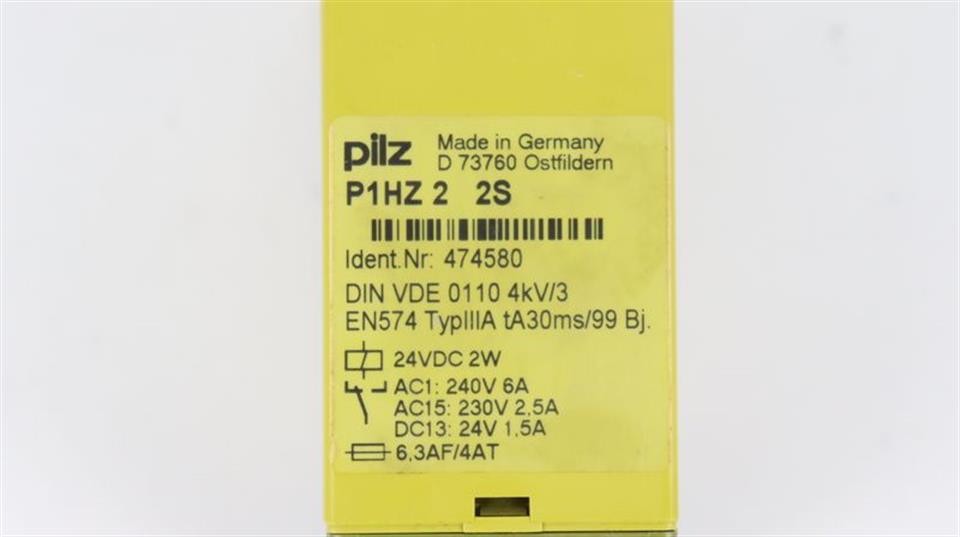 pilz Made in Germany
D 73760 Ostfildern
P1HZ 2 2S
Ident.Nr: 474580
DIN VDE 0110 4kV/3
EN574 TypIIIA tA30ms/99 Bj.
24VDC 2W
AC1: 240V 6A
AC15: 230V 2,5A
DC13: 24V 1,5A
6,3AF/4AT